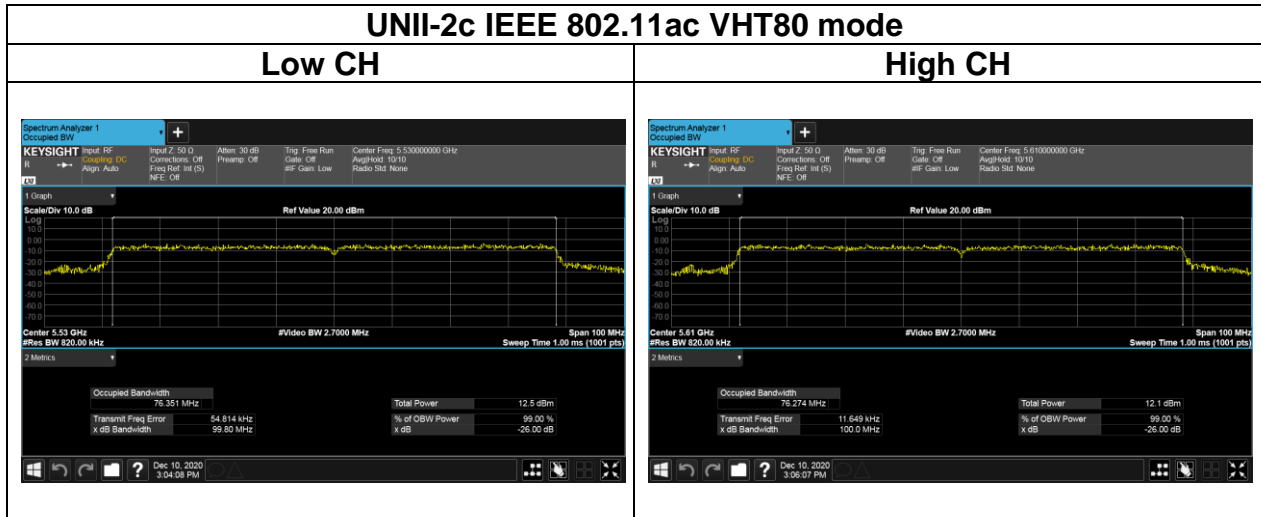 UNII-2c IEEE 802.11ac VHT80 mode
Low CH
High CH
Spectrum Analyzer 1
Occupied BW
+
KEYSIGHT Input: RF Input Z: 50 Ω Atten: 30 dB Trig: Free Run Center Freq: 5.530000000 GHz
R Coupling: DC Corrections: Off Preamp: Off Gate: Off Avg|Hold: 10/10
Align: Auto Freq Ref: Int (S) #IF Gain: Low Radio Std: None
LXI NFE: Off
1 Graph
Scale/Div 10.0 dB Ref Value 20.00 dBm
Log
10.0
0.00
-10.0
-20.0
-30.0
-40.0
-50.0
-60.0
-70.0
Center 5.53 GHz #Video BW 2.7000 MHz Span 100 MHz
#Res BW 820.00 kHz Sweep Time 1.00 ms (1001 pts)
2 Metrics
Occupied Bandwidth
76.351 MHz Total Power 12.5 dBm
Transmit Freq Error 54.814 kHz % of OBW Power 99.00 %
x dB Bandwidth 99.80 MHz x dB -26.00 dB
? Dec 10, 2020
3:04:08 PM
Spectrum Analyzer 1
Occupied BW
+
KEYSIGHT Input: RF Input Z: 50 Ω Atten: 30 dB Trig: Free Run Center Freq: 5.610000000 GHz
R Coupling: DC Corrections: Off Preamp: Off Gate: Off Avg|Hold: 10/10
Align: Auto Freq Ref: Int (S) #IF Gain: Low Radio Std: None
LXI NFE: Off
1 Graph
Scale/Div 10.0 dB Ref Value 20.00 dBm
Log
10.0
0.00
-10.0
-20.0
-30.0
-40.0
-50.0
-60.0
-70.0
Center 5.61 GHz #Video BW 2.7000 MHz Span 100 MHz
#Res BW 820.00 kHz Sweep Time 1.00 ms (1001 pts)
2 Metrics
Occupied Bandwidth
76.274 MHz Total Power 12.1 dBm
Transmit Freq Error 11.649 kHz % of OBW Power 99.00 %
x dB Bandwidth 100.0 MHz x dB -26.00 dB
? Dec 10, 2020
3:06:07 PM